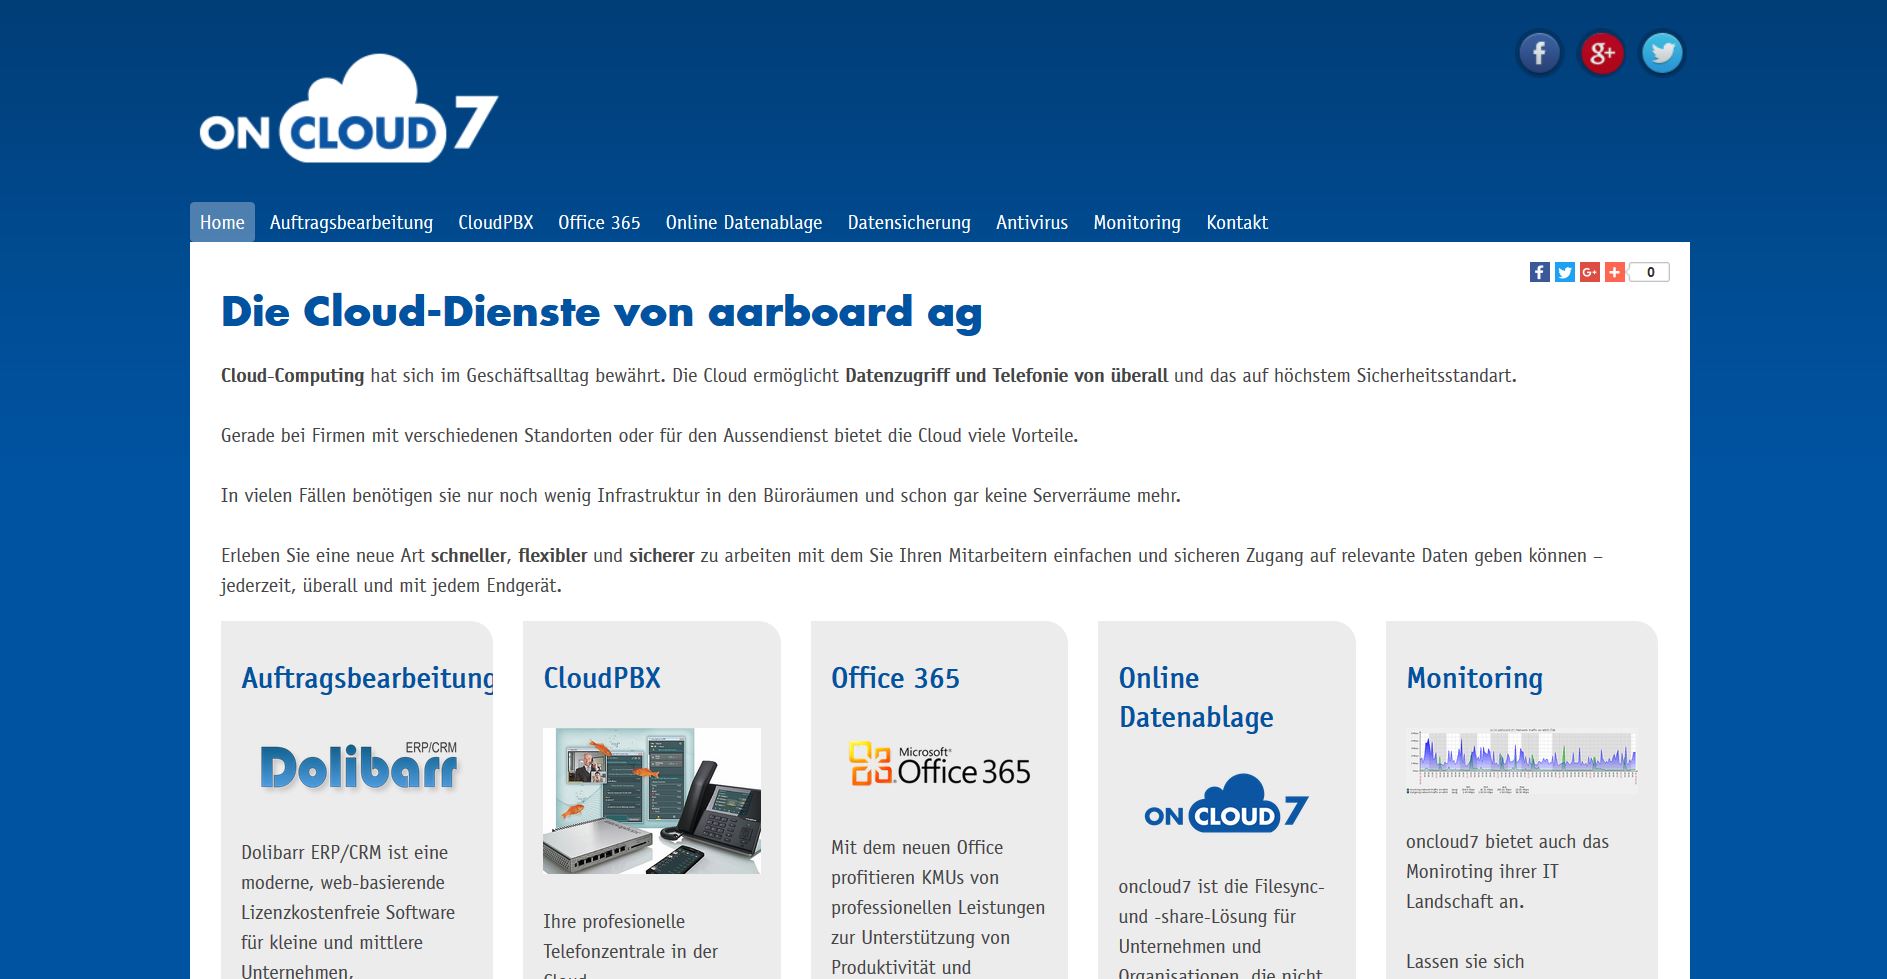 ON CLOUD 7
Home Auftragsbearbeitung CloudPBX Office 365 Online Datenablage Datensicherung Antivirus Monitoring Kontakt
0
Die Cloud-Dienste von aarboard ag
Cloud-Computing hat sich im Geschäftsalltag bewährt. Die Cloud ermöglicht Datenzugriff und Telefonie von überall und das auf höchstem Sicherheitsstandart.
Gerade bei Firmen mit verschiedenen Standorten oder für den Aussendienst bietet die Cloud viele Vorteile.
In vielen Fällen benötigen sie nur noch wenig Infrastruktur in den Büroräumen und schon gar keine Serverräume mehr.
Erleben Sie eine neue Art schneller, flexibler und sicherer zu arbeiten mit dem Sie Ihren Mitarbeitern einfachen und sicheren Zugang auf relevante Daten geben können –
jederzeit, überall und mit jedem Endgerät.
Auftragsbearbeitung
Dolibarr ERP/CRM
Dolibarr ERP/CRM ist eine
moderne, web-basierende
Lizenzkostenfreie Software
für kleine und mittlere
Unternehmen,
CloudPBX
Ihre profesionelle
Telefonzentrale in der
Cloud
Office 365
Microsoft®
Office 365
Mit dem neuen Office
profitieren KMUs von
professionellen Leistungen
zur Unterstützung von
Produktivität und
Online
Datenablage
ON CLOUD 7
oncloud7 ist die Filesync-
und -share-Lösung für
Unternehmen und
Organisationen, die nicht
Monitoring
oncloud7 bietet auch das
Moniroting ihrer IT
Landschaft an.
Lassen sie sich